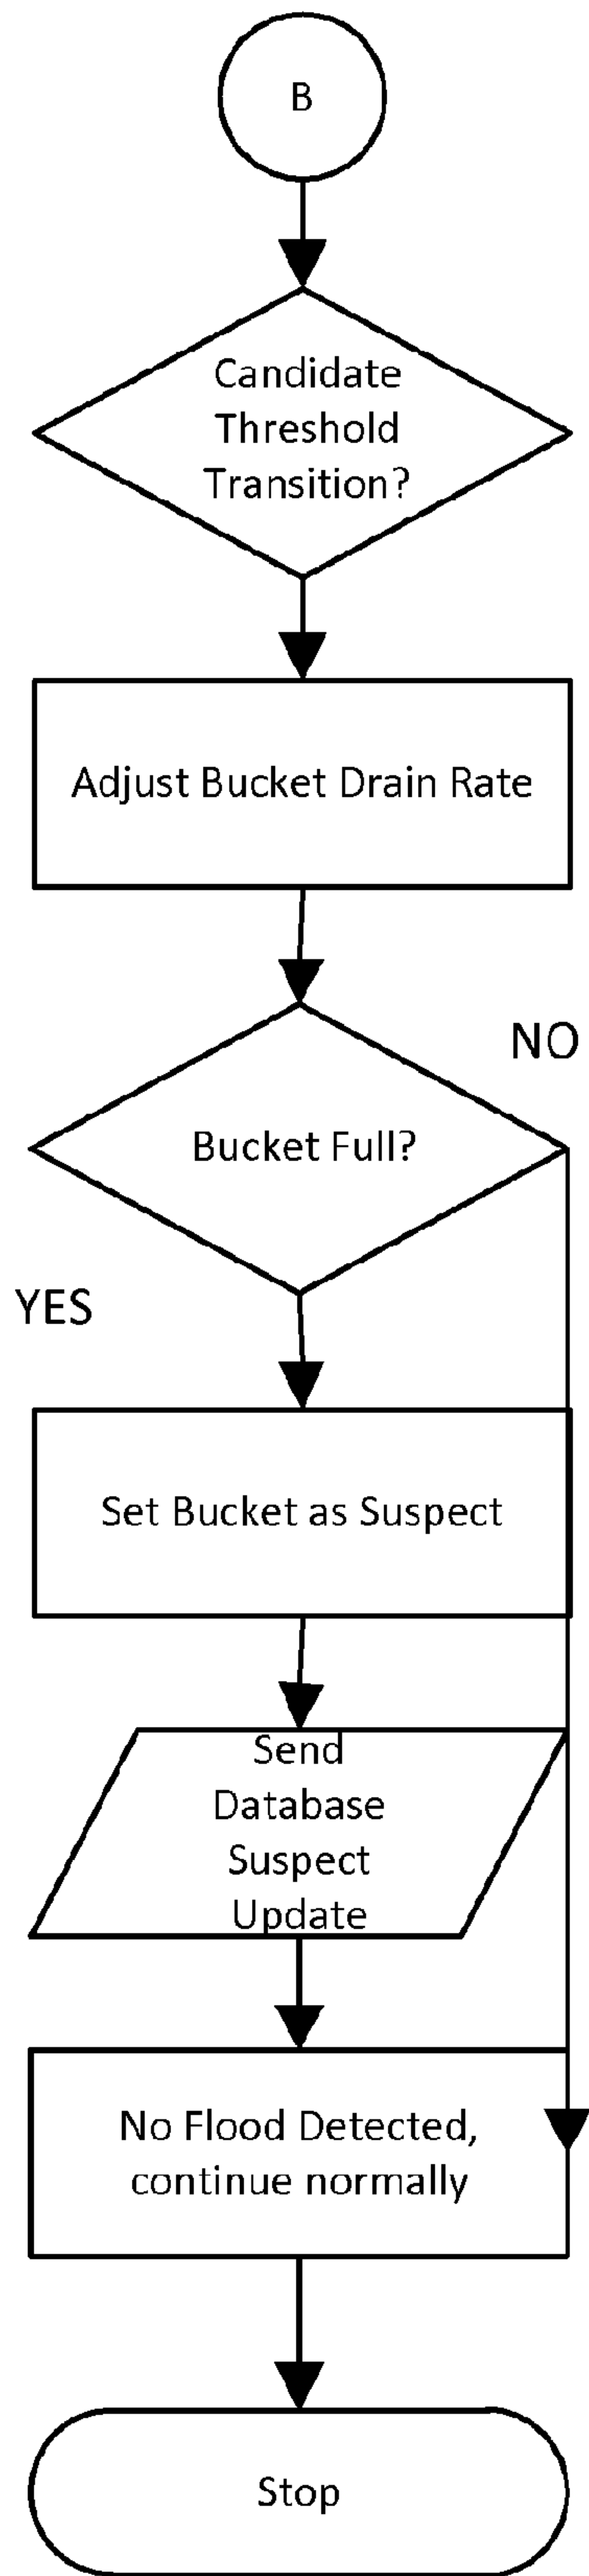 B
Candidate
Threshold
Transition?
Adjust Bucket Drain Rate
NO
Bucket Full?
YES
Set Bucket as Suspect
Send
Database
Suspect
Update
No Flood Detected,
continue normally
Stop